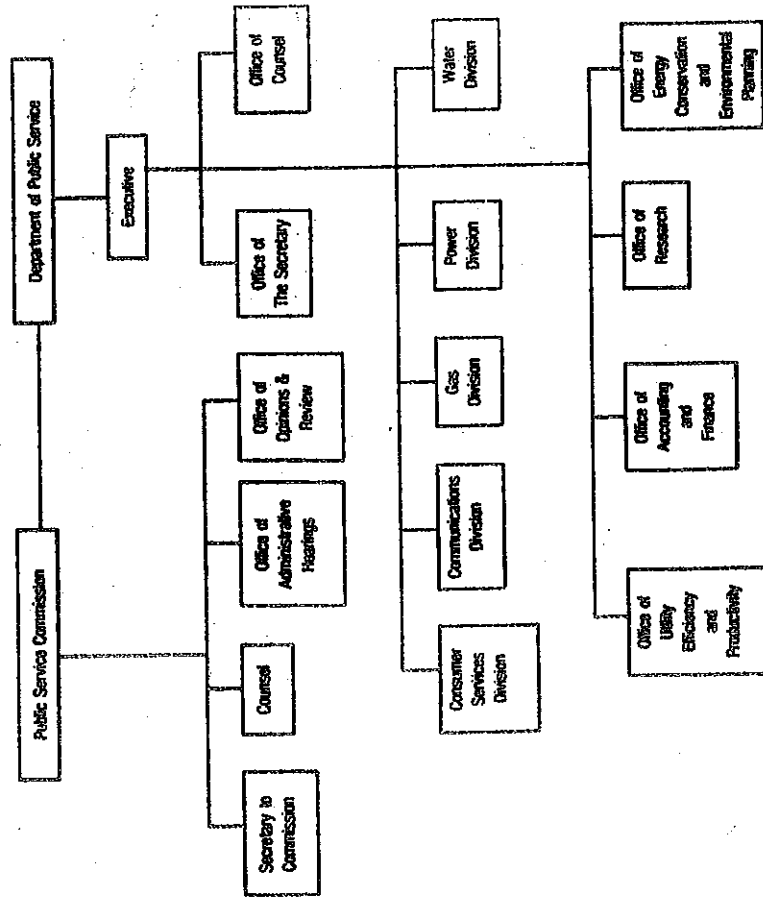 Public Service Commission
Department of Public Service
Executive
Secretary to
Commission
Counsel
Office of
Administrative
Hearings
Office of
Opinions &
Review
Office of
The Secretary
Office of
Counsel
Consumer
Services
Division
Communications
Division
Gas
Division
Power
Division
Water
Division
Office of
Utility
Efficiency
and
Productivity
Office of
Accounting
and
Finance
Office of
Research
Office of
Energy
Conservation
and
Environmental
Planning